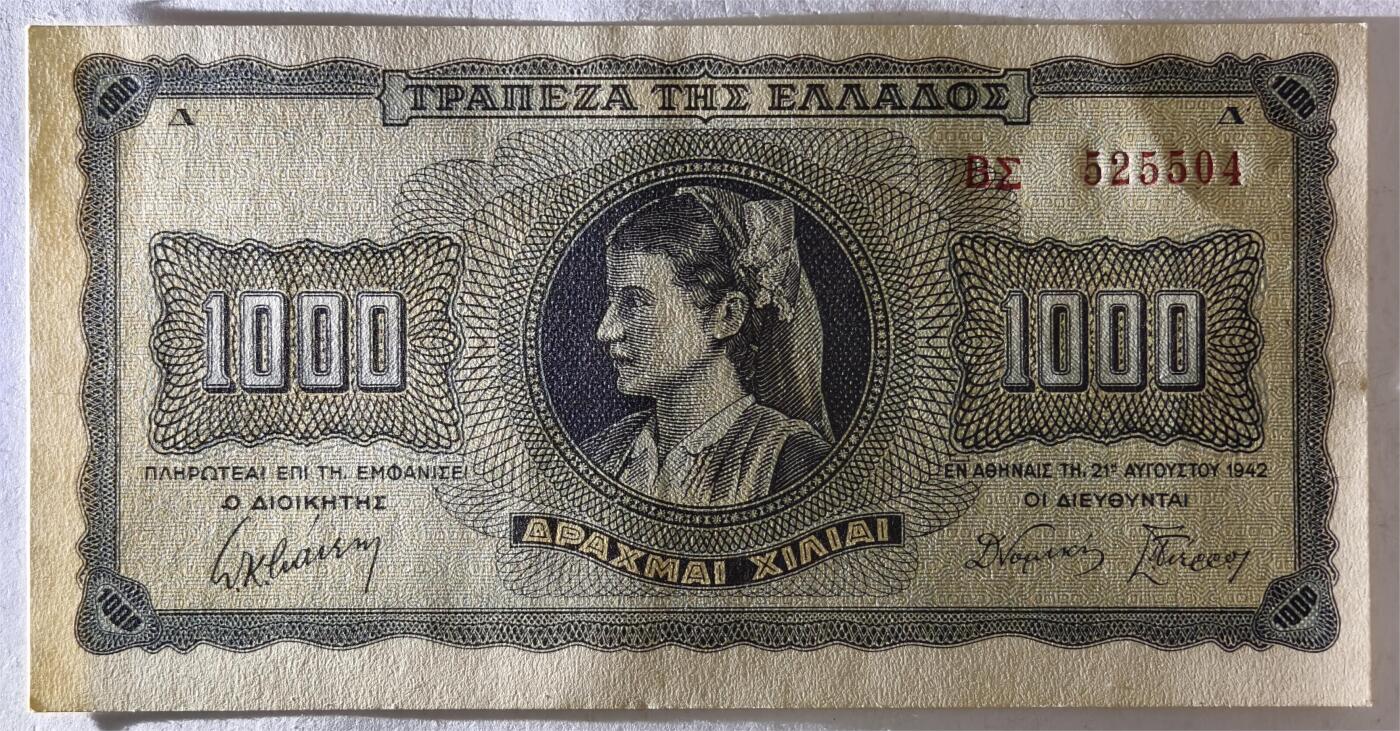 1000 1000
ΤΡΑΠΕΖΑ ΤΗΣ ΕΛΛΑΔΟΣ
Δ Δ
ΒΣ 525504
1000 1000
ΠΛΗΡΩΤΕΑΙ ΕΠΙ ΤΗ, ΕΜΦΑΝΙΣΕΙ
Ο ΔΙΟΙΚΗΤΗΣ
ΕΝ ΑΘΗΝΑΙΣ ΤΗ, 21ῃ ΑΥΓΟΥΣΤΟΥ 1942
ΟΙ ΔΙΕΥΘΥΝΤΑΙ
ΔΡΑΧΜΑΙ ΧΙΛΙΑΙ
1000 1000